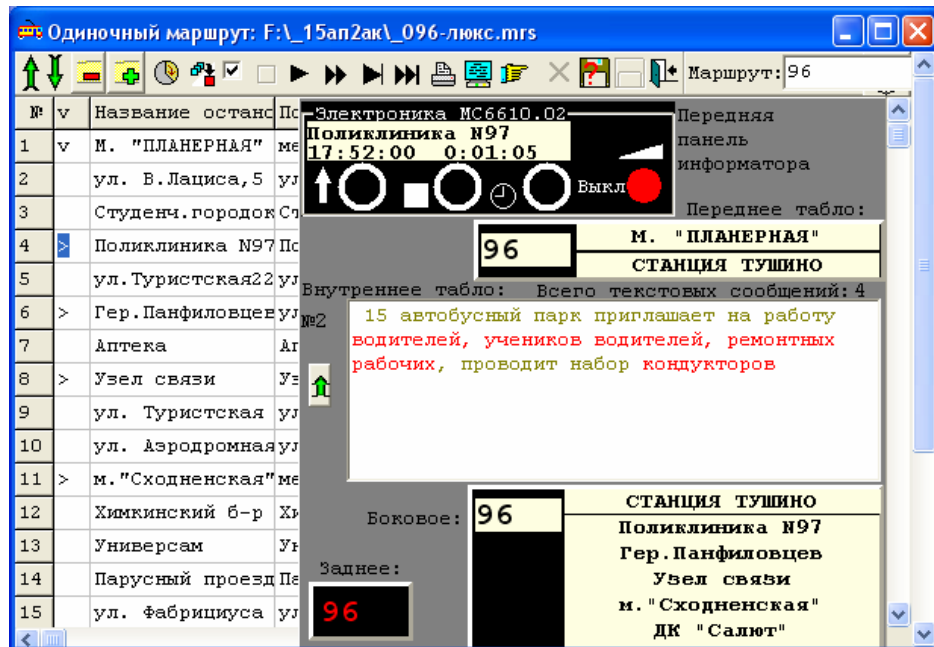 Одиночный маршрут: F:\_15ап2ак\_096-люкс.mrs
Маршрут: 96
№ v Название останс
1 v М. "ПЛАНЕРНАЯ" ме
2 ул. В.Лациса,5 ул
3 Студенч.городок Ст
4 > Поликлиника N97 По
5 ул.Туристская22 ул
6 > Гер.Панфиловцев ул
7 Аптека Ап
8 > Узел связи Уз
9 ул. Туристская ул
10 ул. Аэродромная ул
11 > м."Сходненская" ме
12 Химкинский б-р Хи
13 Универсам Ун
14 Парусный проезд Па
15 ул. Фабрициуса ул
Электроника МС6610.02
Поликлиника N97
17:52:00 0:01:05
Выкл
Передняя
панель
информатора
Переднее табло:
96
М. "ПЛАНЕРНАЯ"
СТАНЦИЯ ТУШИНО
Внутреннее табло: Всего текстовых сообщений: 4
№2
15 автобусный парк приглашает на работу
водителей, учеников водителей, ремонтных
рабочих, проводит набор кондукторов
Боковое: 96
СТАНЦИЯ ТУШИНО
Поликлиника N97
Гер.Панфиловцев
Узел связи
м."Сходненская"
ДК "Салют"
Заднее:
96